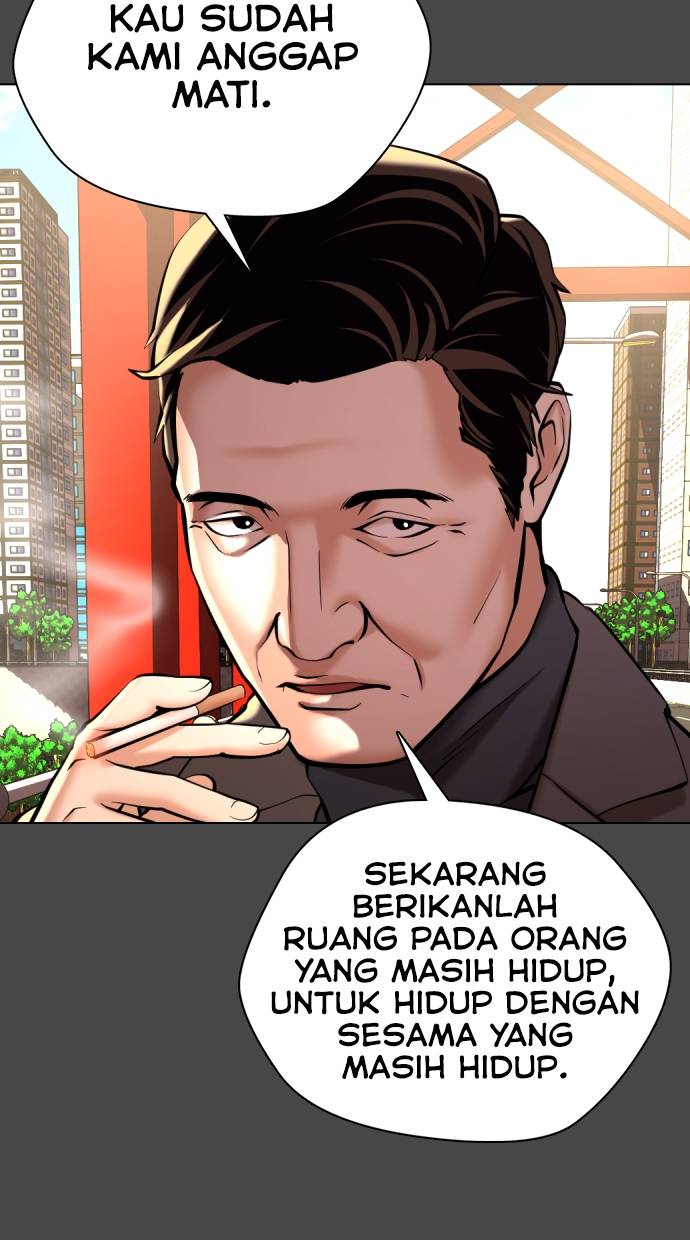 KAU SUDAH
KAMI ANGGAP
MATI.
SEKARANG
BERIKANLAH
RUANG PADA ORANG
YANG MASIH HIDUP,
UNTUK HIDUP DENGAN
SESAMA YANG
MASIH HIDUP.